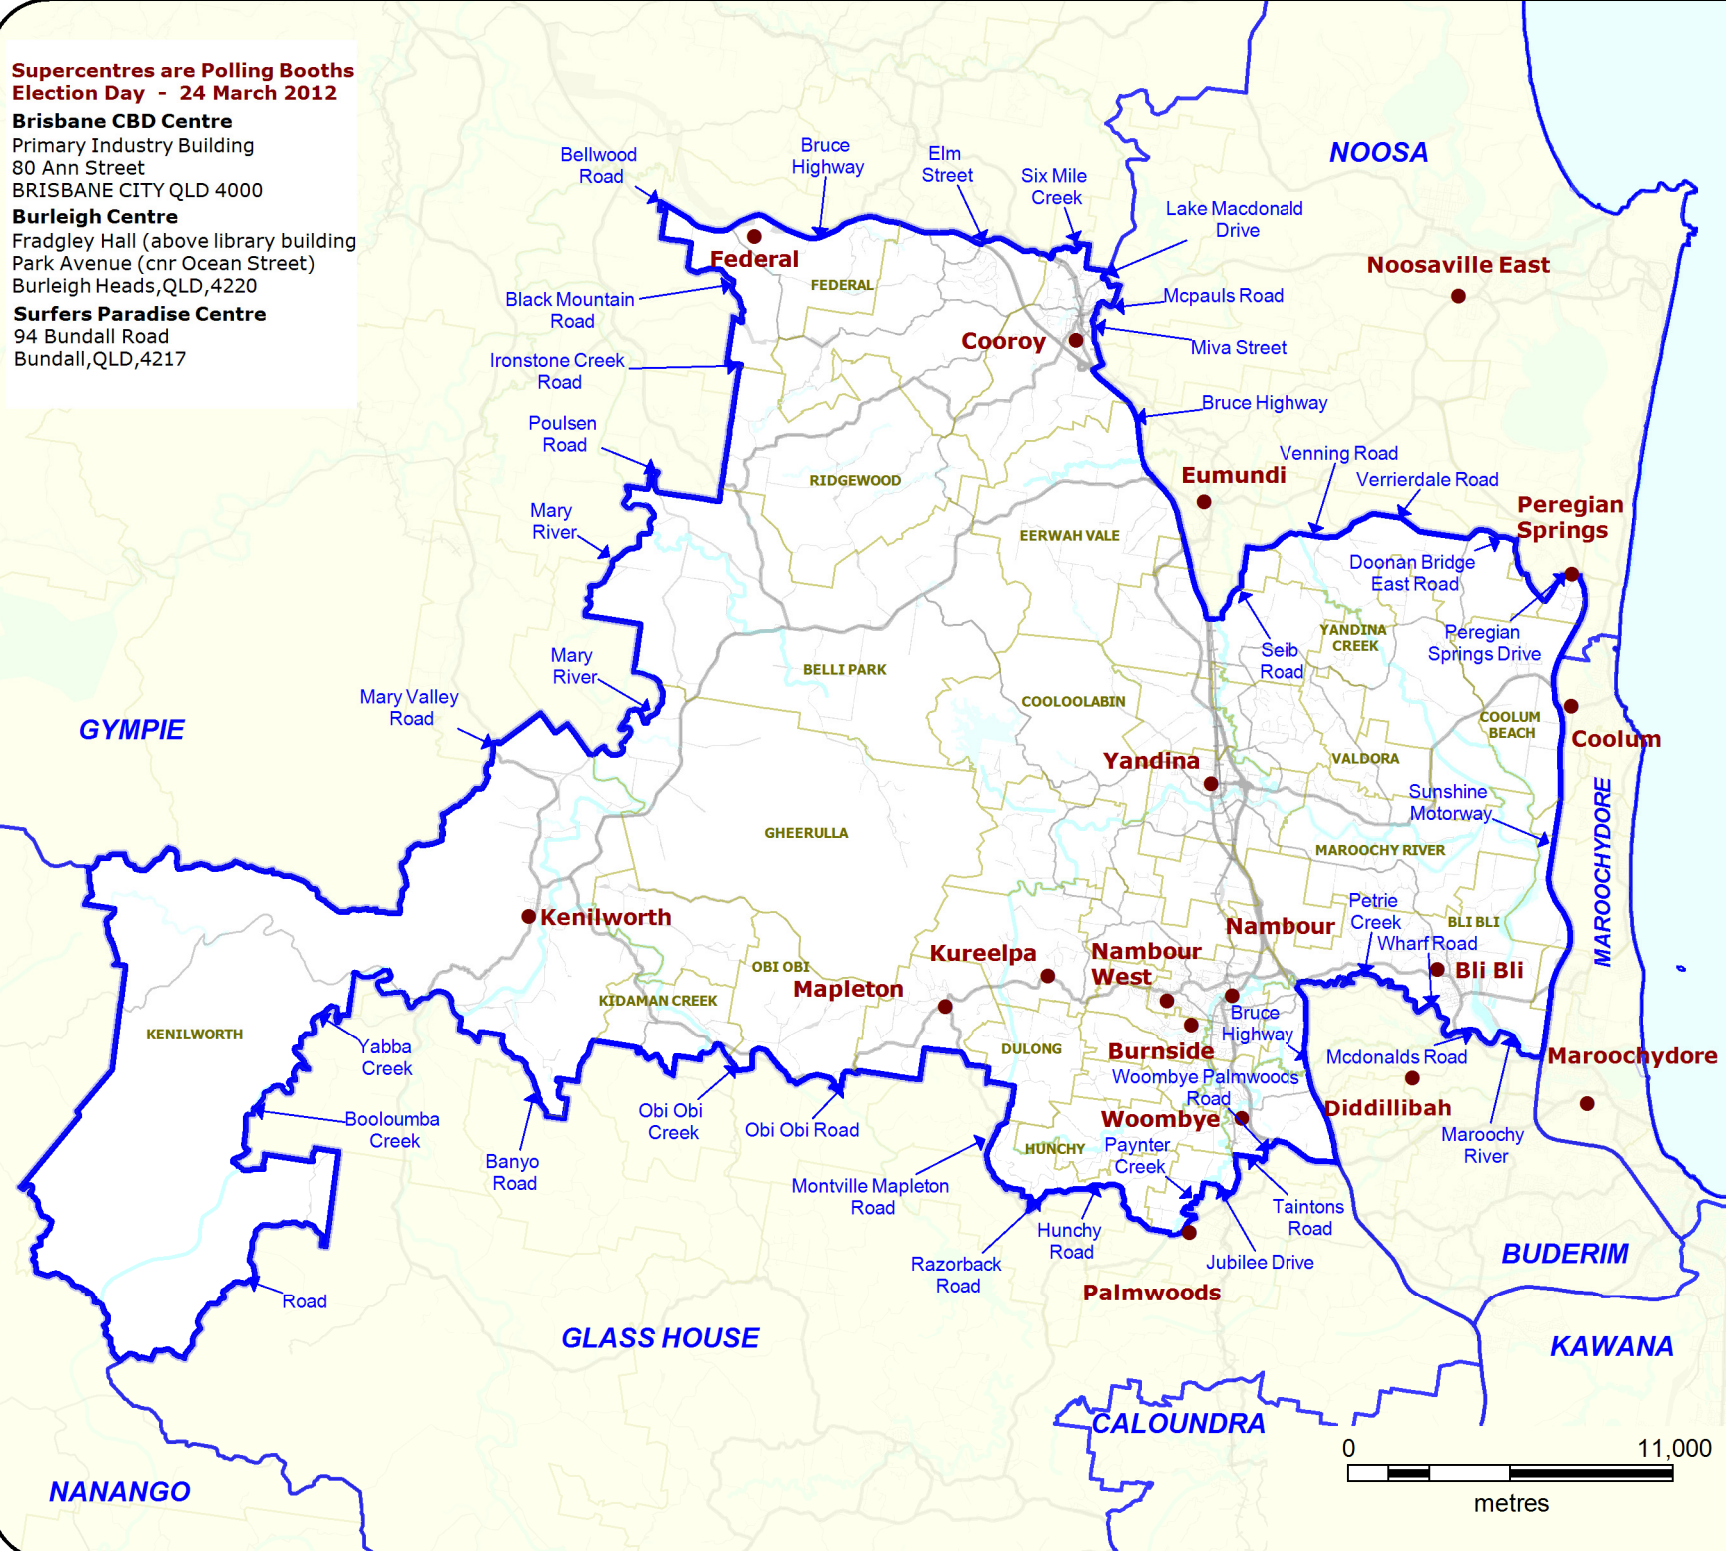 Supercentres are Polling Booths
Election Day - 24 March 2012
Brisbane CBD Centre
Primary Industry Building
80 Ann Street
BRISBANE CITY QLD 4000
Burleigh Centre
Fradgley Hall (above library building
Park Avenue (cnr Ocean Street)
Burleigh Heads,QLD,4220
Surfers Paradise Centre
94 Bundall Road
Bundall,QLD,4217
Bellwood
Road
Bruce
Highway
Elm
Street
Six Mile
Creek
Lake Macdonald
Drive
NOOSA
Federal
FEDERAL
Noosaville East
Black Mountain
Road
Mcpauls Road
Cooroy
Miva Street
Ironstone Creek
Road
Bruce Highway
Poulsen
Road
Venning Road
Verrierdale Road
Eumundi
RIDGEWOOD
Peregian
Springs
Mary
River
EERWAH VALE
Doonan Bridge
East Road
YANDINA
CREEK
Peregian
Springs Drive
Seib
Road
Mary
River
BELLI PARK
Mary Valley
Road
COOLOOLABIN
COOLUM
BEACH
GYMPIE
Coolum
Yandina
VALDORA
Sunshine
Motorway
MAROOCHYDORE
GHEERULLA
MAROOCHY RIVER
Kenilworth
Petrie
Creek
Nambour
BLI BLI
Wharf Road
Kureelpa
Nambour
West
OBI OBI
Bli Bli
Mapleton
KIDAMAN CREEK
KENILWORTH
Bruce
Highway
Yabba
Creek
DULONG
Burnside
Mcdonalds Road
Maroochydore
Woombye Palmwoods
Road
Obi Obi
Creek
Booloumba
Creek
Obi Obi Road
Woombye
Diddillibah
Maroochy
River
HUNCHY
Paynter
Creek
Banyo
Road
Montville Mapleton
Road
Taintons
Road
Hunchy
Road
Razorback
Road
Jubilee Drive
BUDERIM
Road
Palmwoods
GLASS HOUSE
KAWANA
CALOUNDRA
NANANGO
0 11,000
metres